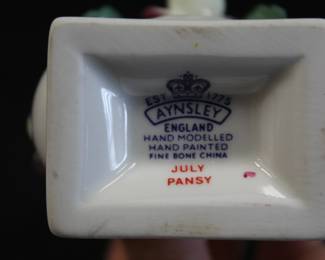 EST 1775
AYNSLEY
ENGLAND
HAND MODELLED
HAND PAINTED
FINE BONE CHINA
JULY
PANSY